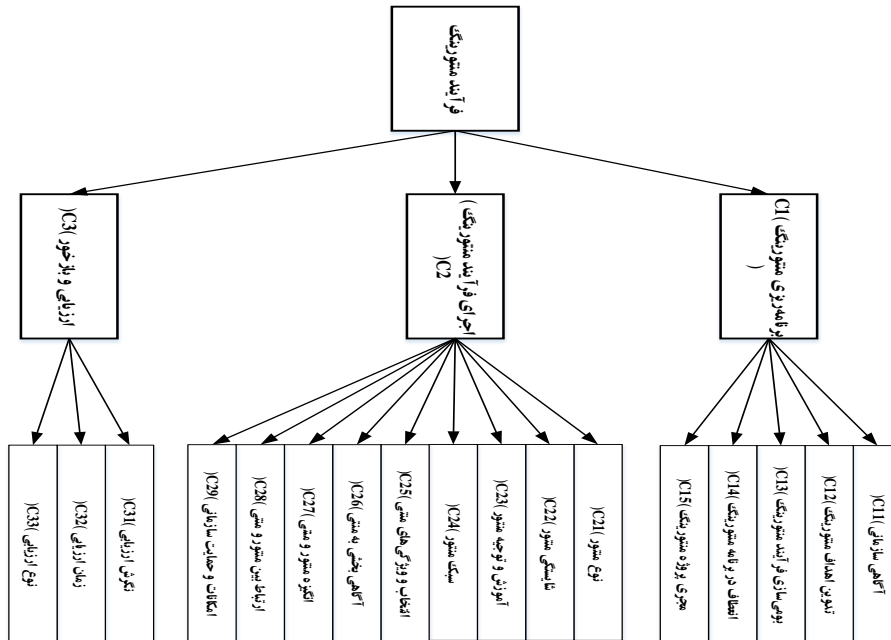 فرآیند منتورینگ
برنامه‌ریزی منتورینگ )C1
(
اجرای فرآیند منتورینگ (
C2)(
ارزیابی و بازخور )C3(
آگاهی سازمانی )C11(
تدوین اهداف منتورینگ )C12(
بومی‌سازی فرآیند منتورینگ )C13(
انعطاف در برنامه منتورینگ )C14(
مجری پروژه منتورینگ )C15(
نوع منتور )C21(
شایستگی منتور )C22(
آموزش و توجیه منتور )C23(
سبک منتور )C24(
انتخاب و ویژگی‌های منتی )C25(
آگاهی بخشی به منتی )C26(
انگیزه منتور و منتی )C27(
ارتباط بین منتور و منتی )C28(
امکانات و حمایت سازمانی )C29(
نگرش ارزیابی )C31(
زمان ارزیابی )C32(
نوع ارزیابی )C33(